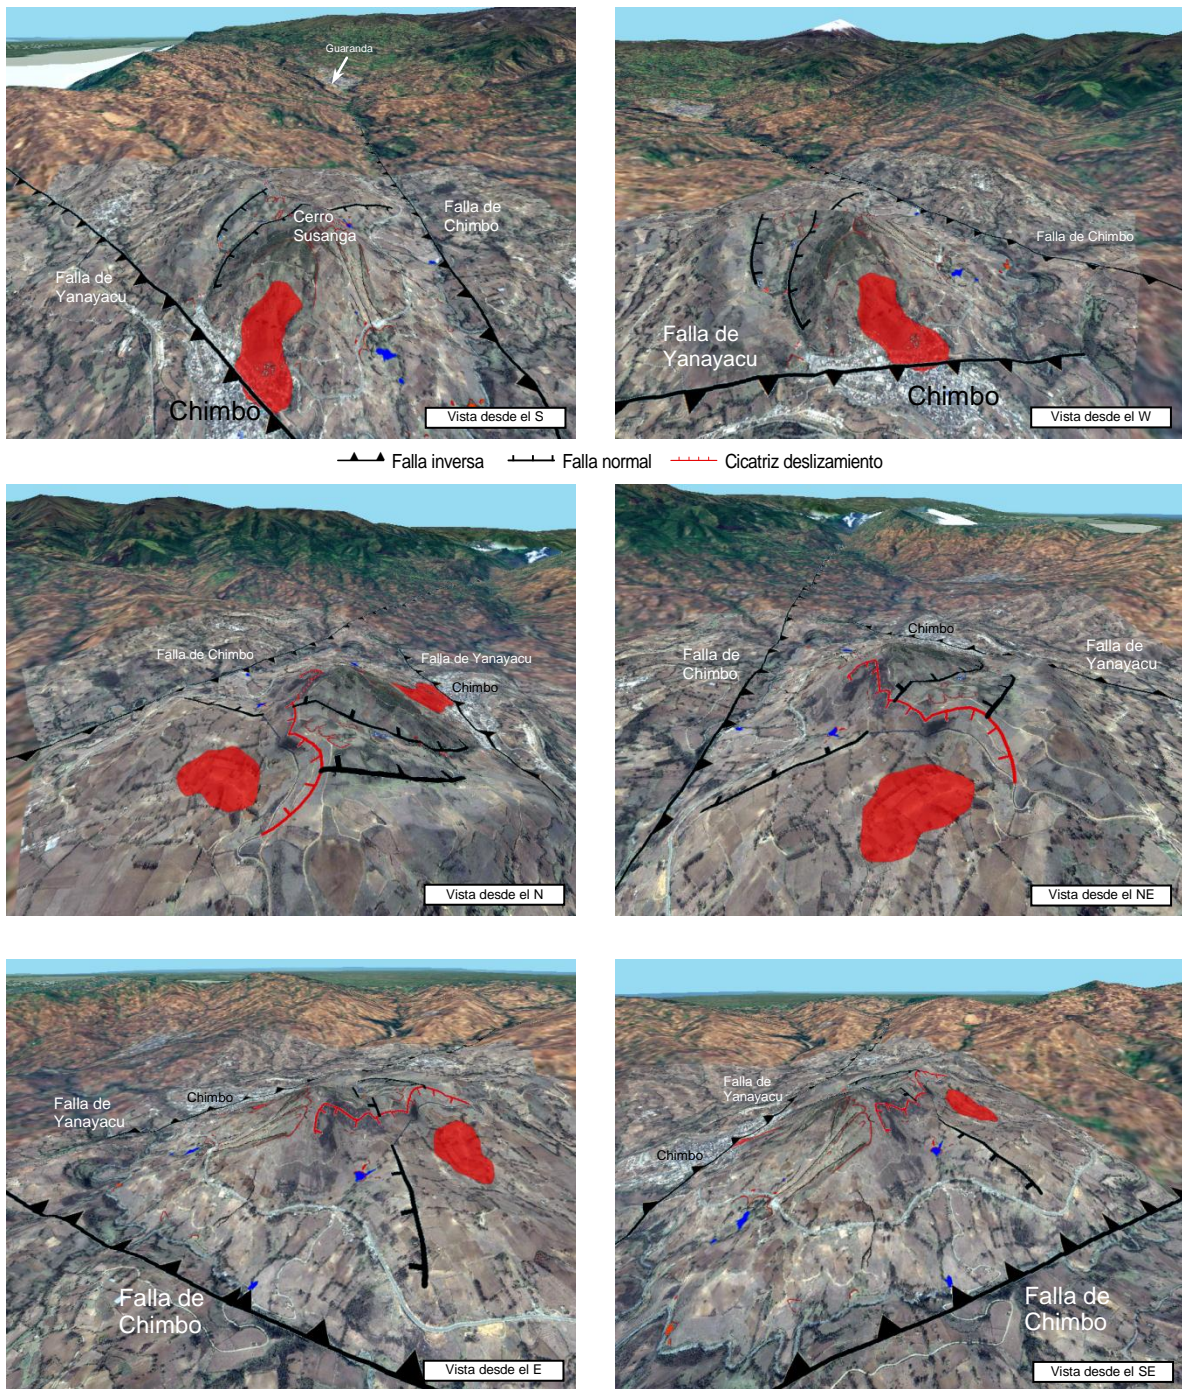 Guaranda
Cerro
Susanga
Falla de
Chimbo
Falla de
Yanayacu
Chimbo
Vista desde el S
Falla de Chimbo
Falla de
Yanayacu
Chimbo
Vista desde el W
Falla inversa
Falla normal
Cicatriz deslizamiento
Falla de Chimbo
Falla de Yanayacu
Chimbo
Vista desde el N
Chimbo
Falla de
Chimbo
Falla de
Yanayacu
Vista desde el NE
Chimbo
Falla de
Yanayacu
Falla de
Chimbo
Vista desde el E
Falla de
Yanayacu
Chimbo
Falla de
Chimbo
Vista desde el SE